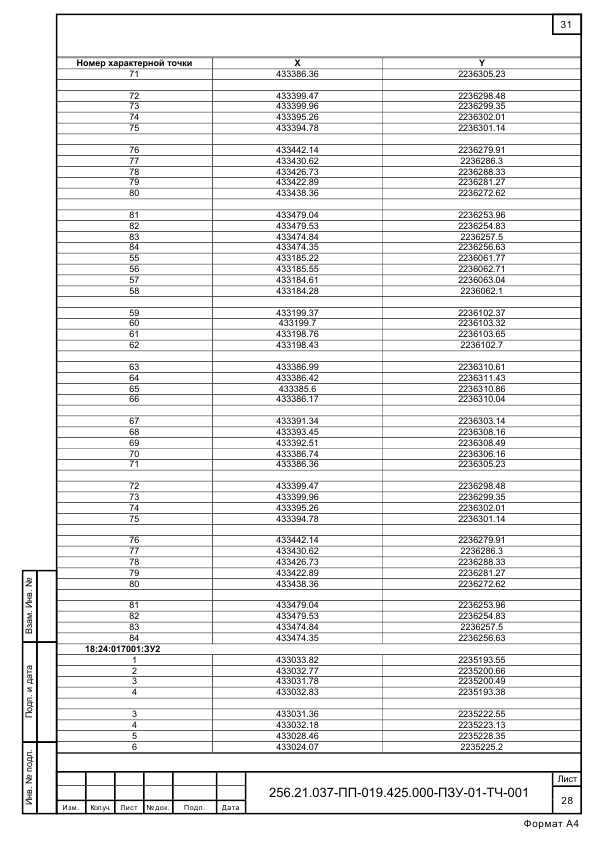 31
Номер характерной точки X Y
71 433386.36 2236305.23
72 433399.47 2236298.48
73 433399.96 2236299.35
74 433395.26 2236302.01
75 433394.78 2236301.14
76 433442.14 2236279.91
77 433430.62 2236286.3
78 433426.73 2236288.33
79 433422.89 2236281.27
80 433438.36 2236272.62
81 433479.04 2236253.96
82 433479.53 2236254.83
83 433474.84 2236257.5
84 433474.35 2236256.63
55 433185.22 2236061.77
56 433185.55 2236062.71
57 433184.61 2236063.04
58 433184.28 2236062.1
59 433199.37 2236102.37
60 433199.7 2236103.32
61 433198.76 2236103.65
62 433198.43 2236102.7
63 433386.99 2236310.61
64 433386.42 2236311.43
65 433385.6 2236310.86
66 433386.17 2236310.04
67 433391.34 2236303.14
68 433393.45 2236308.16
69 433392.51 2236308.49
70 433386.74 2236306.16
71 433386.36 2236305.23
72 433399.47 2236298.48
73 433399.96 2236299.35
74 433395.26 2236302.01
75 433394.78 2236301.14
76 433442.14 2236279.91
77 433430.62 2236286.3
78 433426.73 2236288.33
79 433422.89 2236281.27
80 433438.36 2236272.62
81 433479.04 2236253.96
82 433479.53 2236254.83
83 433474.84 2236257.5
84 433474.35 2236256.63
18:24:017001:ЗУ2
1 433033.82 2235193.55
2 433032.77 2235200.66
3 433031.78 2235200.49
4 433032.83 2235193.38
3 433031.36 2235222.55
4 433032.18 2235223.13
5 433028.46 2235228.35
6 433024.07 2235225.2
Взам. Инв. №
Подп. и дата
Инв. № подл.
Изм. Кол.уч. Лист №док. Подп. Дата
256.21.037-ПП-019.425.000-ПЗУ-01-ТЧ-001
Лист
28
Формат А4